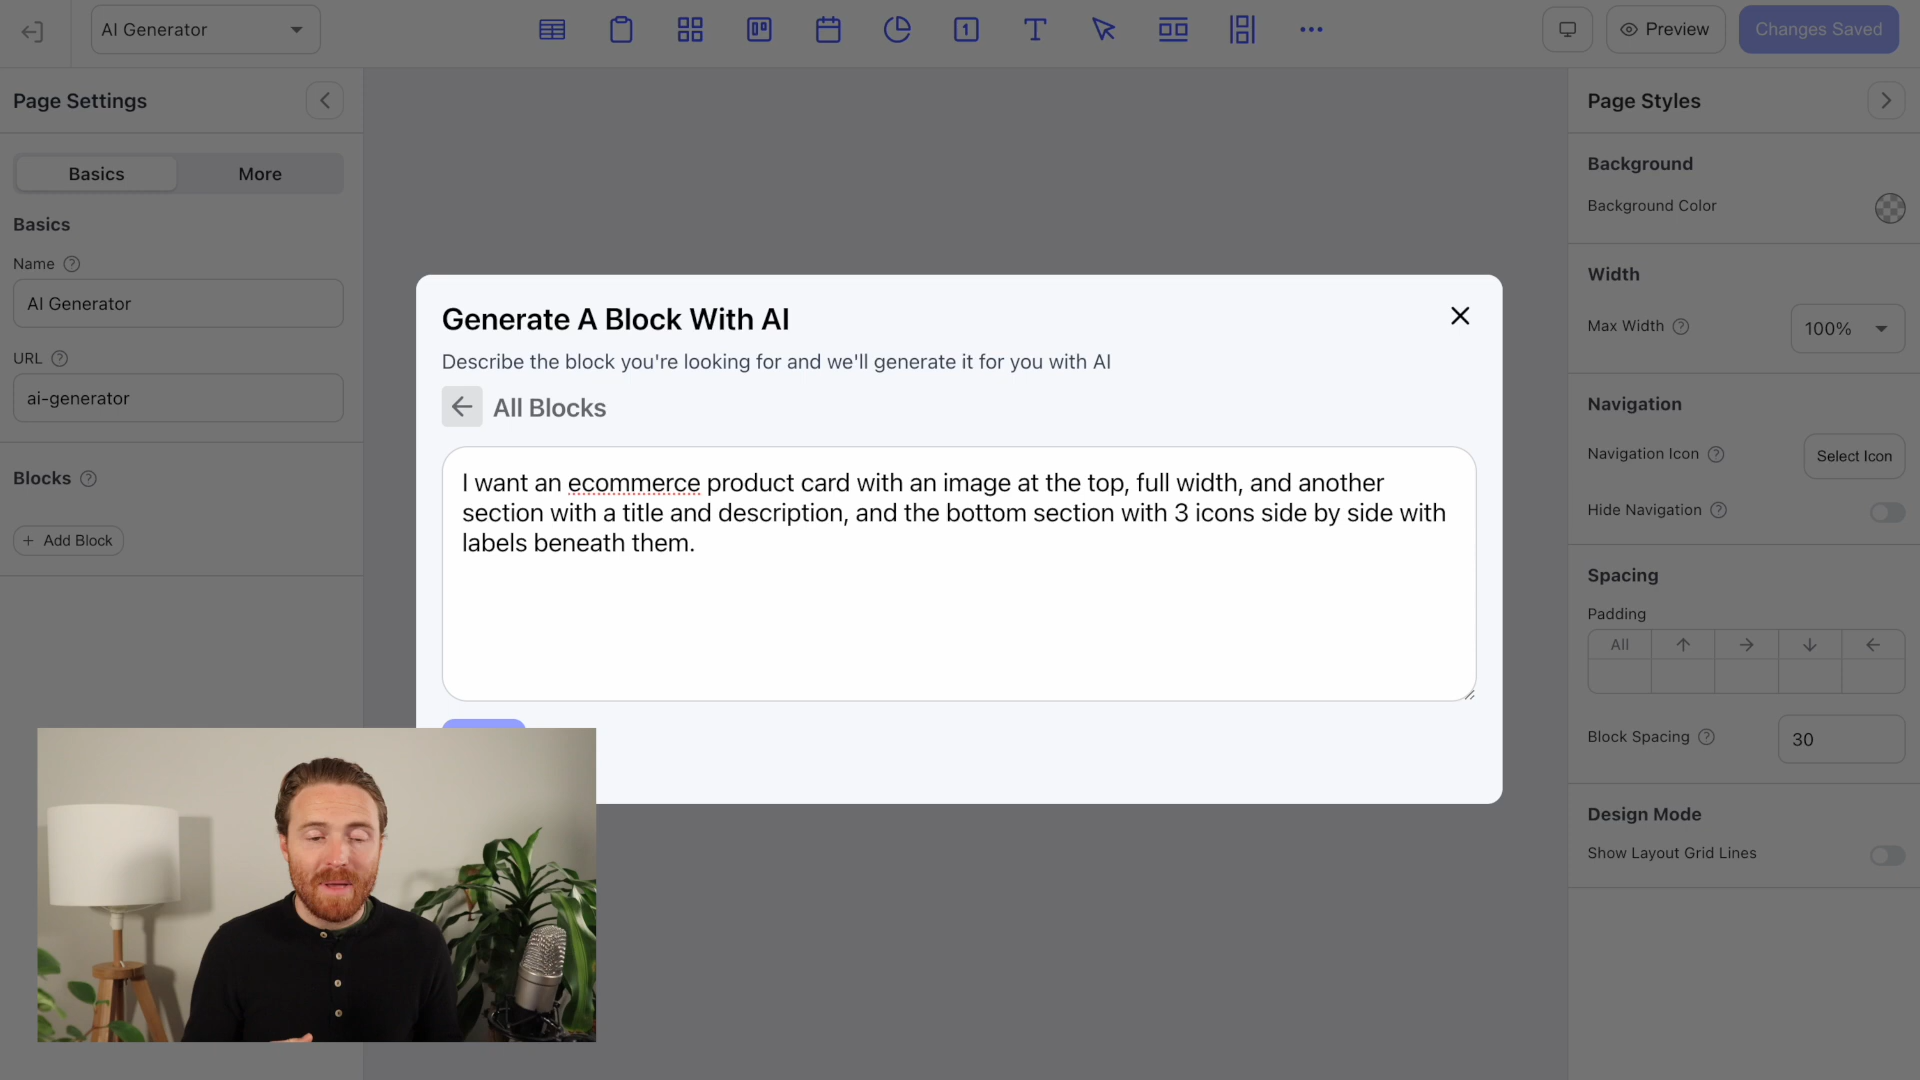 AI Generator
1
T
Preview
Changes Saved
Page Settings
Basics
More
Basics
Name
AI Generator
URL
ai-generator
Blocks
+ Add Block
Generate A Block With AI
Describe the block you're looking for and we'll generate it for you with AI
All Blocks
I want an ecommerce product card with an image at the top, full width, and another
section with a title and description, and the bottom section with 3 icons side by side with
labels beneath them.
Page Styles
Background
Background Color
Width
Max Width
100%
Navigation
Navigation Icon
Select Icon
Hide Navigation
Spacing
Padding
All
Block Spacing
30
Design Mode
Show Layout Grid Lines